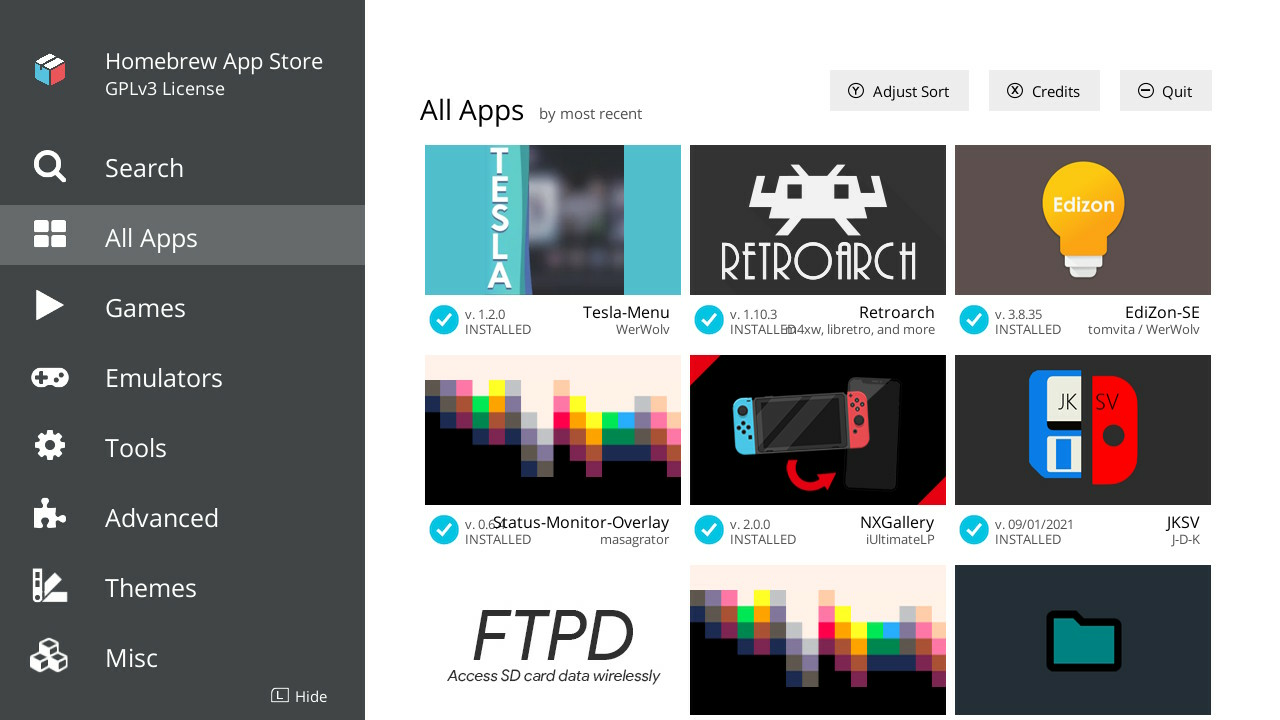 Homebrew App Store
GPLv3 License
Search
All Apps
Games
Emulators
Tools
Advanced
Themes
Misc
L Hide
Y Adjust Sort
X Credits
Quit
All Apps by most recent
TESLA
RETROARCH
Edizon
v. 1.2.0 Tesla-Menu
INSTALLED WerWolv
v. 1.10.3 Retroarch
INSTALLED m4xw, libretro, and more
v. 3.8.35 EdiZon-SE
INSTALLED tomvita / WerWolv
JK SV
Status-Monitor-Overlay
INSTALLED masagrator
v. 2.0.0 NXGallery
INSTALLED iUltimateLP
v. 09/01/2021 JKSV
INSTALLED J-D-K
FTPD
Access SD card data wirelessly